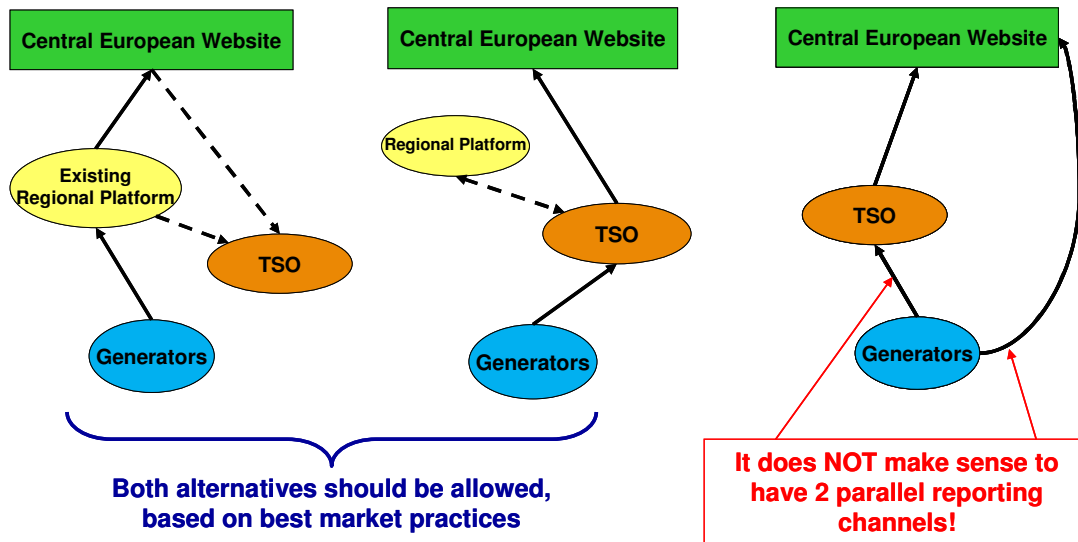 Central European Website
Existing
Regional Platform
TSO
Generators
Central European Website
Regional Platform
TSO
Generators
Both alternatives should be allowed,
based on best market practices
Central European Website
TSO
Generators
It does NOT make sense to
have 2 parallel reporting
channels!